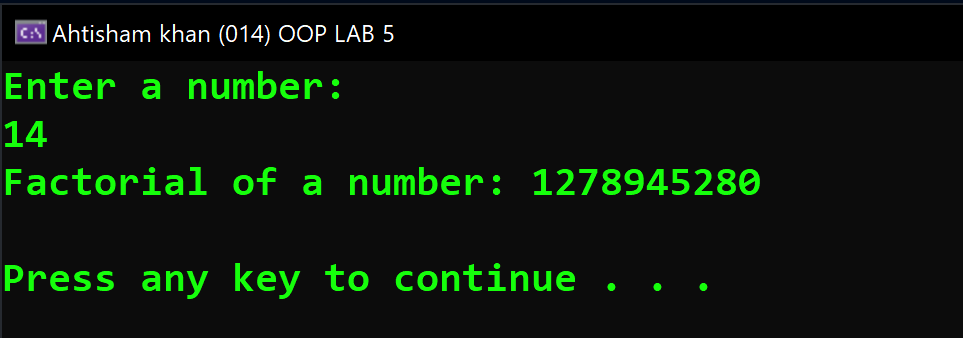 C:\ Ahtisham khan (014) OOP LAB 5
Enter a number:
14
Factorial of a number: 1278945280
Press any key to continue . . .